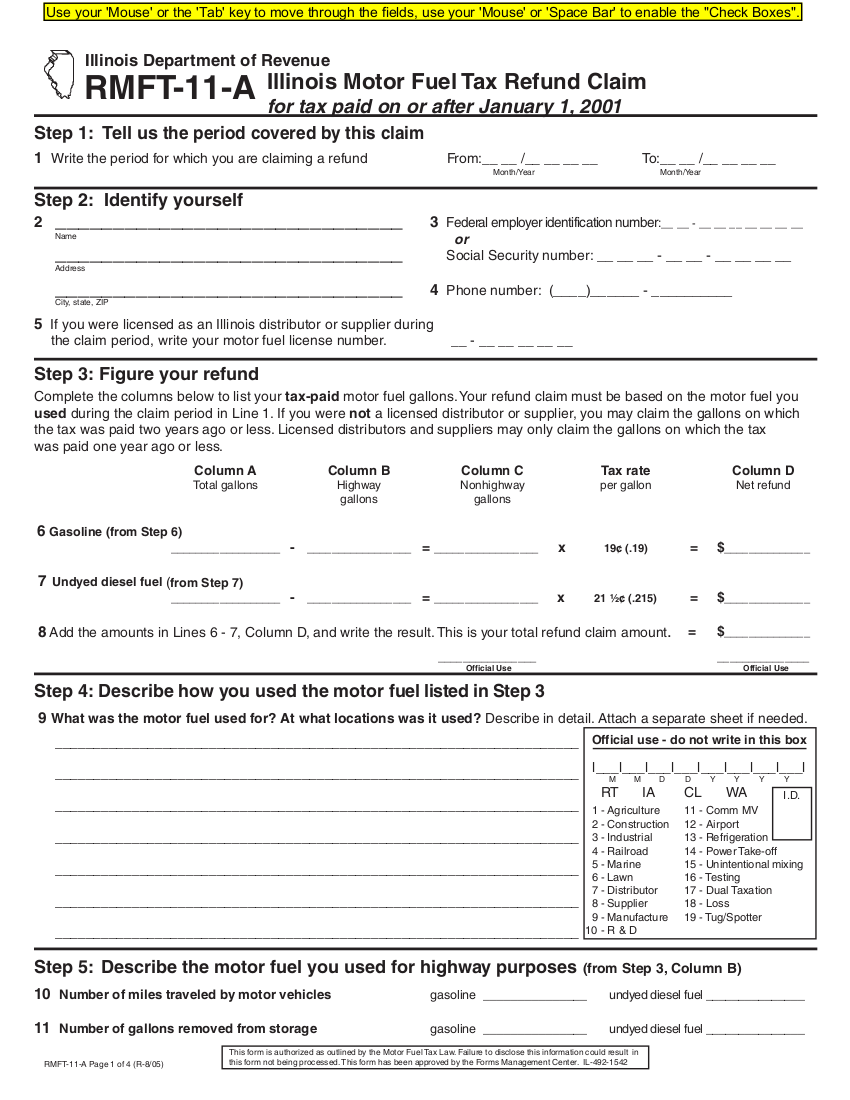 Use your 'Mouse' or the 'Tab' key to move through the fields, use your 'Mouse' or 'Space Bar' to enable the "Check Boxes".
Illinois Department of Revenue
RMFT-11-A Illinois Motor Fuel Tax Refund Claim
for tax paid on or after January 1, 2001
Step 1: Tell us the period covered by this claim
1 Write the period for which you are claiming a refund From:__ __ /__ __ __ __ To:__ __ /__ __ __ __
Month/Year Month/Year
Step 2: Identify yourself
2 ______________________________ 3 Federal employer identification number:__ __ - __ __ __ __ __ __ __
Name or
______________________________ Social Security number: __ __ __ - __ __ - __ __ __ __
Address
______________________________ 4 Phone number: (____)______ - __________
City, state, ZIP
5 If you were licensed as an Illinois distributor or supplier during
the claim period, write your motor fuel license number. __ - __ __ __ __ __
Step 3: Figure your refund
Complete the columns below to list your tax-paid motor fuel gallons. Your refund claim must be based on the motor fuel you
used during the claim period in Line 1. If you were not a licensed distributor or supplier, you may claim the gallons on which
the tax was paid two years ago or less. Licensed distributors and suppliers may only claim the gallons on which the tax
was paid one year ago or less.
Column A Column B Column C Tax rate Column D
Total gallons Highway Nonhighway per gallon Net refund
gallons gallons
6 Gasoline (from Step 6)
______________ - ______________ = ______________ x 19¢ (.19) = $____________
7 Undyed diesel fuel (from Step 7)
______________ - ______________ = ______________ x 21 ½¢ (.215) = $____________
8 Add the amounts in Lines 6 - 7, Column D, and write the result. This is your total refund claim amount. = $____________
______________ ______________
Official Use Official Use
Step 4: Describe how you used the motor fuel listed in Step 3
9 What was the motor fuel used for? At what locations was it used? Describe in detail. Attach a separate sheet if needed.
Official use - do not write in this box
|___|___|___|___|___|___|___|___|
M M D D Y Y Y Y
RT IA CL WA I.D.
1 - Agriculture 11 - Comm MV
2 - Construction 12 - Airport
3 - Industrial 13 - Refrigeration
4 - Railroad 14 - Power Take-off
5 - Marine 15 - Unintentional mixing
6 - Lawn 16 - Testing
7 - Distributor 17 - Dual Taxation
8 - Supplier 18 - Loss
9 - Manufacture 19 - Tug/Spotter
10 - R & D
Step 5: Describe the motor fuel you used for highway purposes (from Step 3, Column B)
10 Number of miles traveled by motor vehicles gasoline ______________ undyed diesel fuel ______________
11 Number of gallons removed from storage gasoline ______________ undyed diesel fuel ______________
This form is authorized as outlined by the Motor Fuel Tax Law. Failure to disclose this information could result in
RMFT-11-A Page 1 of 4 (R-8/05) this form not being processed. This form has been approved by the Forms Management Center. IL-492-1542